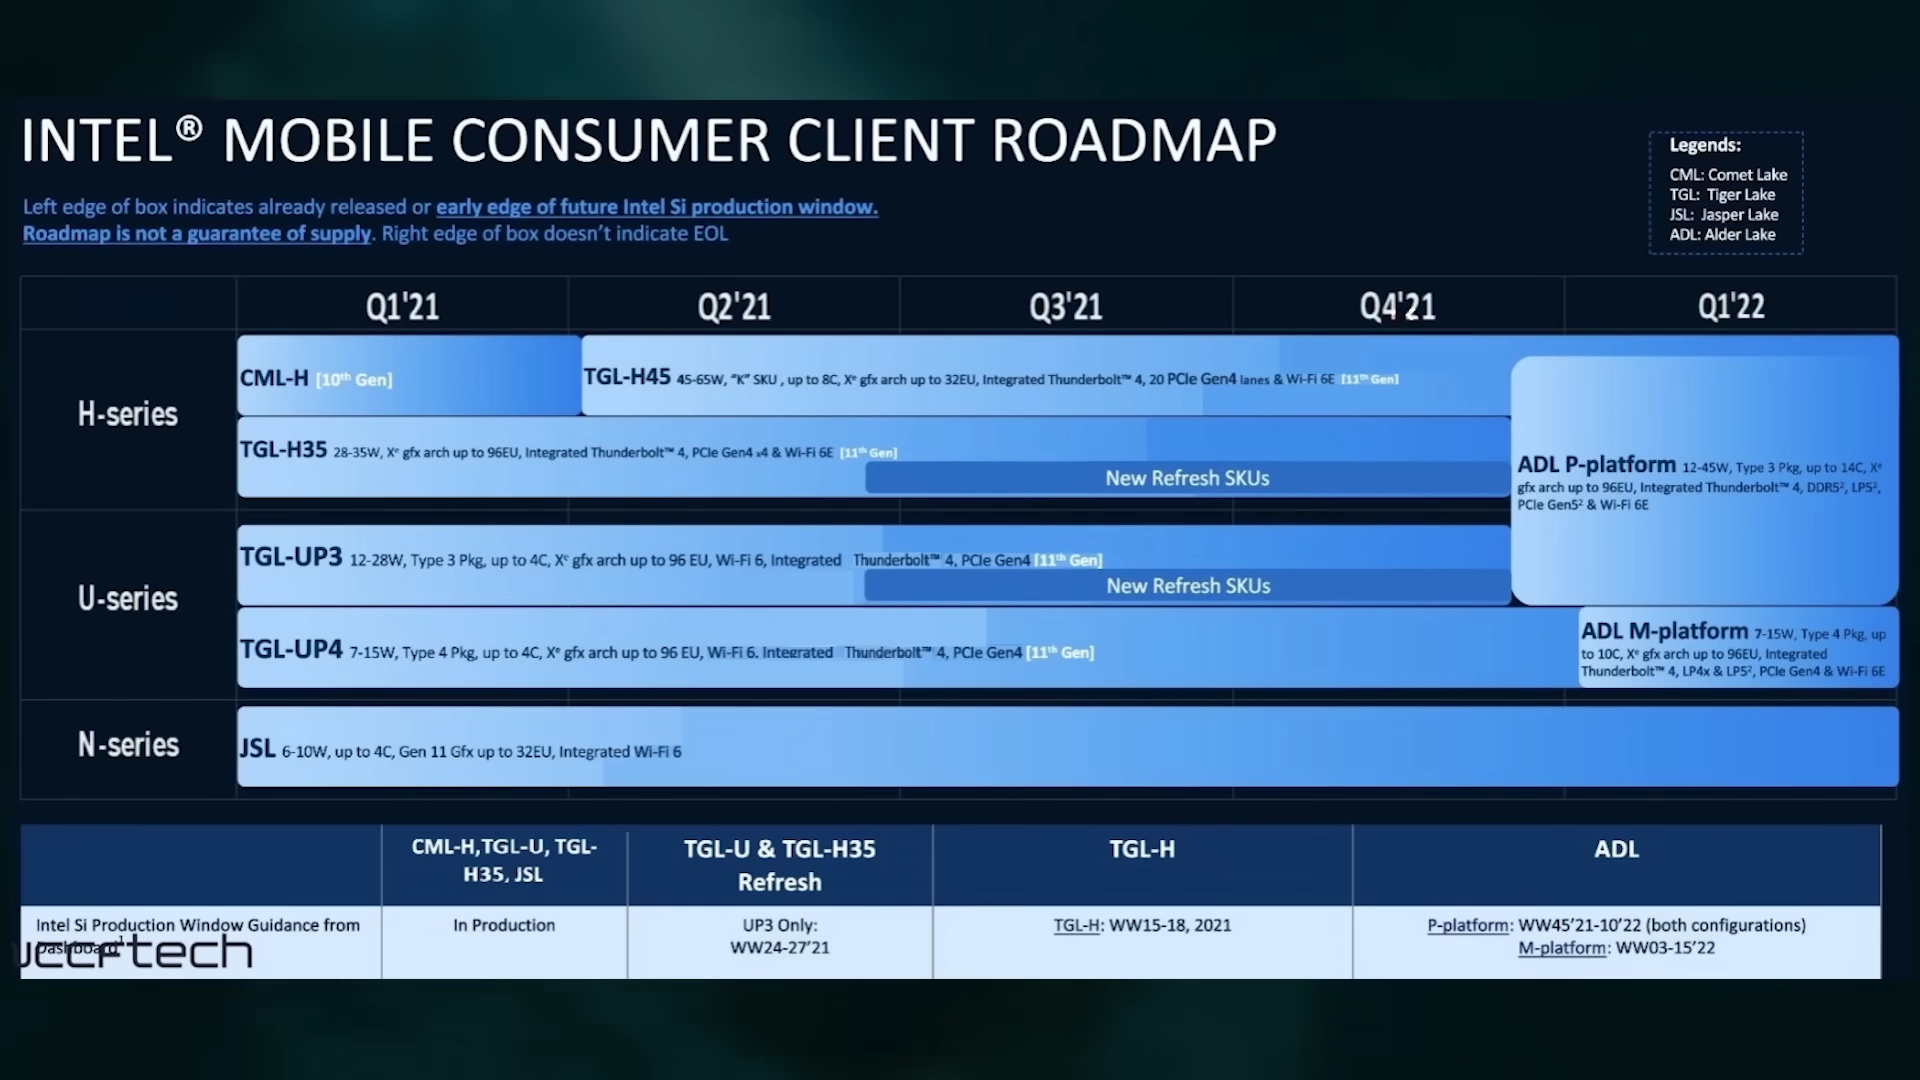 INTEL® MOBILE CONSUMER CLIENT ROADMAP
Legends:
CML: Comet Lake
TGL: Tiger Lake
JSL: Jasper Lake
ADL: Alder Lake
Left edge of box indicates already released or early edge of future Intel Si production window.
Roadmap is not a guarantee of supply. Right edge of box doesn't indicate EOL
Q1'21 Q2'21 Q3'21 Q4'21 Q1'22
H-series
CML-H [10th Gen]
TGL-H45 45-65W, "K" SKU , up to 8C, Xe gfx arch up to 32EU, Integrated Thunderbolt™ 4, 20 PCIe Gen4 lanes & Wi-Fi 6E [11th Gen]
TGL-H35 28-35W, Xe gfx arch up to 96EU, Integrated Thunderbolt™ 4, PCIe Gen4 x4 & Wi-Fi 6E [11th Gen]
New Refresh SKUs
ADL P-platform 12-45W, Type 3 Pkg, up to 14C, Xe
gfx arch up to 96EU, Integrated Thunderbolt™ 4, DDR5², LP5²,
PCIe Gen5² & Wi-Fi 6E
U-series
TGL-UP3 12-28W, Type 3 Pkg, up to 4C, Xe gfx arch up to 96 EU, Wi-Fi 6, Integrated Thunderbolt™ 4, PCIe Gen4 [11th Gen]
New Refresh SKUs
TGL-UP4 7-15W, Type 4 Pkg, up to 4C, Xe gfx arch up to 96 EU, Wi-Fi 6. Integrated Thunderbolt™ 4, PCIe Gen4 [11th Gen]
ADL M-platform 7-15W, Type 4 Pkg, up
to 10C, Xe gfx arch up to 96EU, Integrated
Thunderbolt™ 4, LP4x & LP5², PCIe Gen4 & Wi-Fi 6E
N-series
JSL 6-10W, up to 4C, Gen 11 Gfx up to 32EU, Integrated Wi-Fi 6
CML-H,TGL-U, TGL-
H35, JSL
TGL-U & TGL-H35
Refresh
TGL-H
ADL
Intel Si Production Window Guidance from
Dashboard¹
In Production
UP3 Only:
WW24-27'21
TGL-H: WW15-18, 2021
P-platform: WW45'21-10'22 (both configurations)
M-platform: WW03-15'22
wccftech